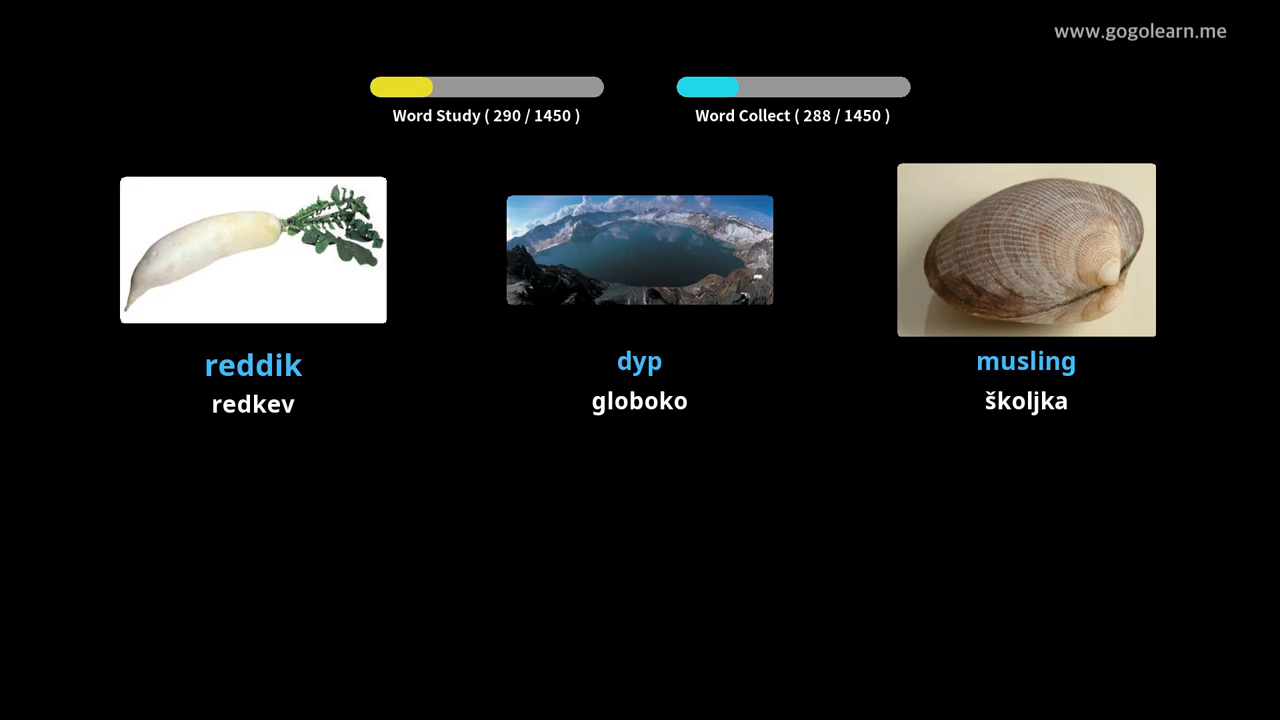 www.gogolearn.me
Word Study ( 290 / 1450 )
Word Collect ( 288 / 1450 )
reddik
redkev
dyp
globoko
musling
školjka